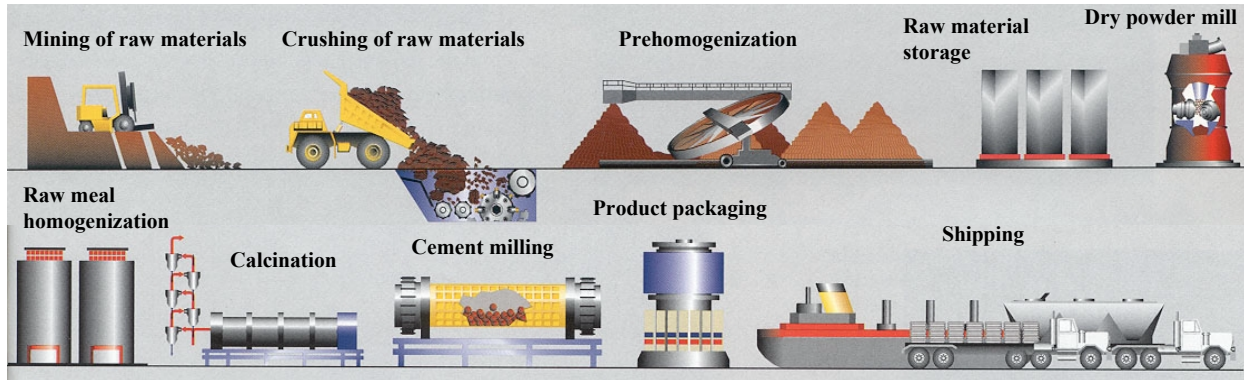 Mining of raw materials
Crushing of raw materials
Prehomogenization
Raw material
storage
Dry powder mill
Raw meal
homogenization
Calcination
Cement milling
Product packaging
Shipping